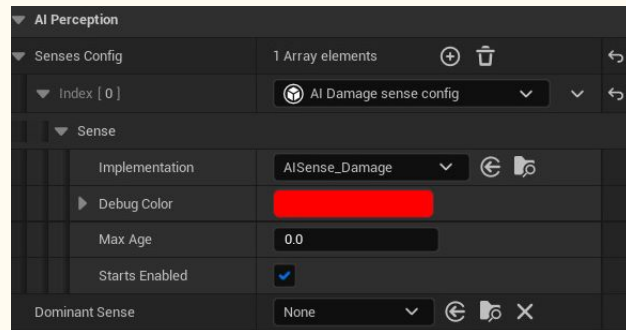 AI Perception
Senses Config 1 Array elements
Index [ 0 ] AI Damage sense config
Sense
Implementation AISense_Damage
Debug Color
Max Age 0.0
Starts Enabled
Dominant Sense None